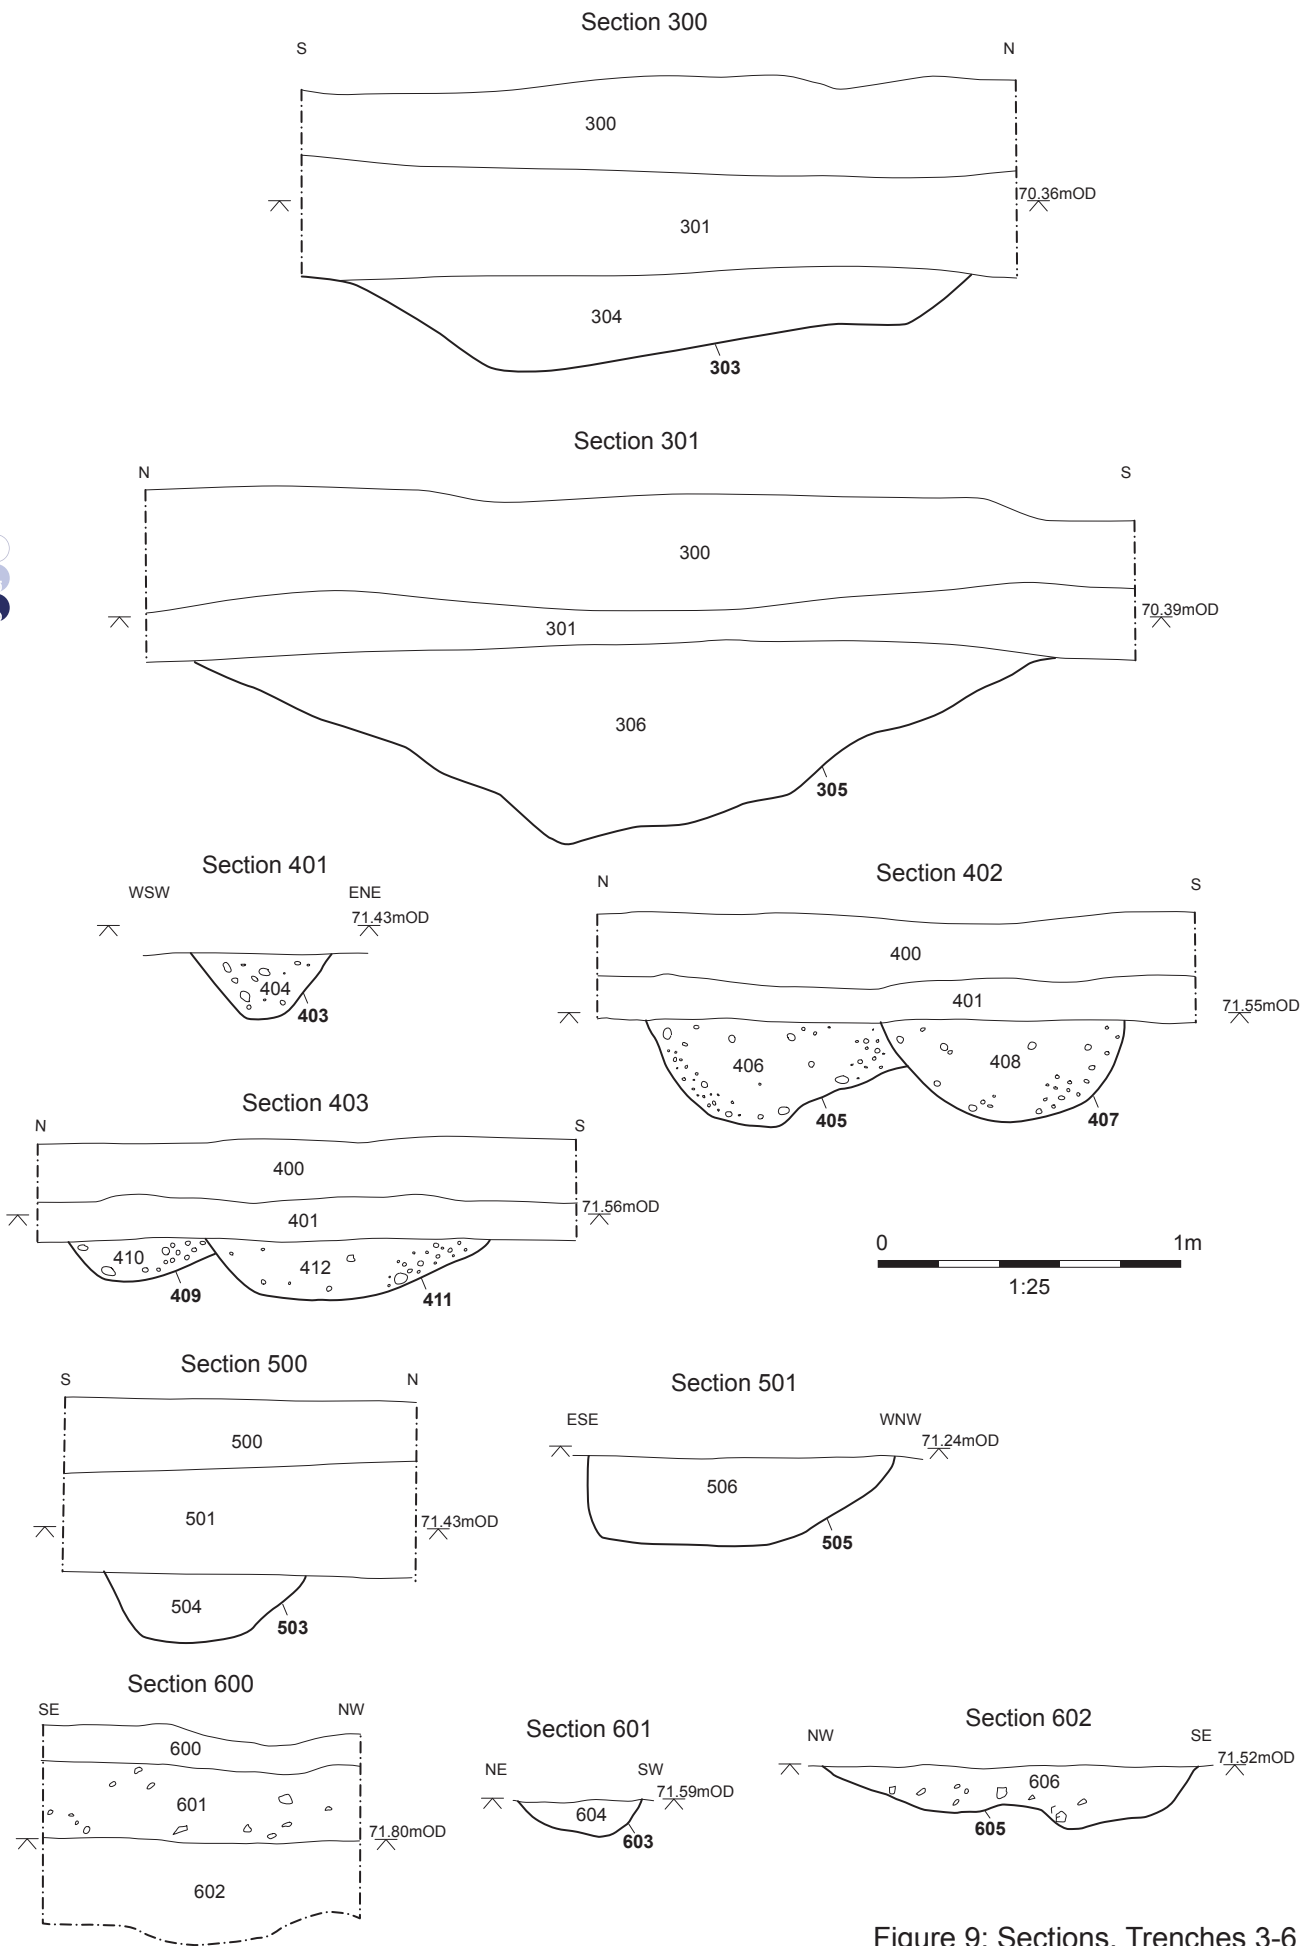 Section 300
S N
300
70.36mOD
301
304
303
Section 301
N S
300
70.39mOD
301
306
305
Section 401
WSW ENE
71.43mOD
404
403
Section 402
N S
400
401
71.55mOD
406 408
405 407
Section 403
N S
400
71.56mOD
401
410 412
409 411
0 1m
1:25
Section 500
S N
500
501
71.43mOD
504
503
Section 501
ESE WNW
71.24mOD
506
505
Section 600
SE NW
600
601
71.80mOD
602
Section 601
NE SW
71.59mOD
604
603
Section 602
NW SE
71.52mOD
606
605
Figure 9: Sections, Trenches 3-6